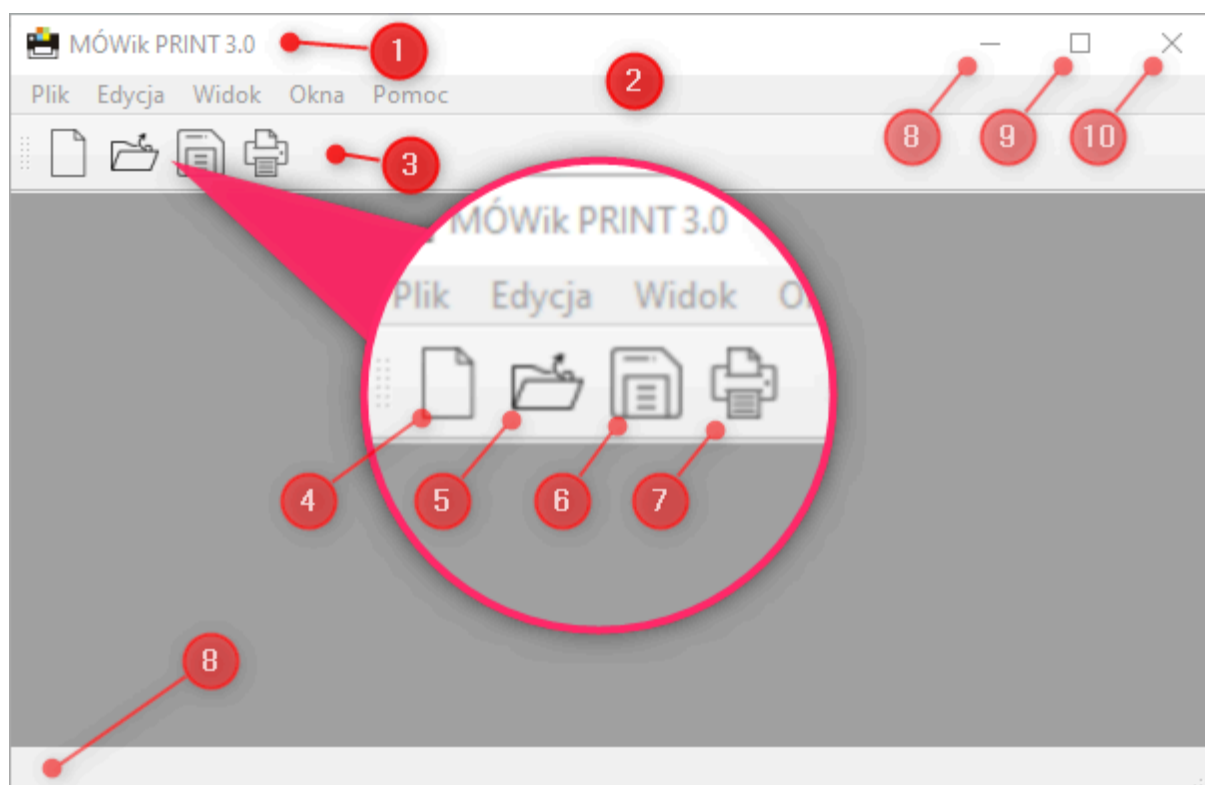 MÓWik PRINT 3.0
1
2
Plik Edycja Widok Okna Pomoc
8 9 10
3
MÓWik PRINT 3.0
Plik Edycja Widok O
4 5 6 7
8